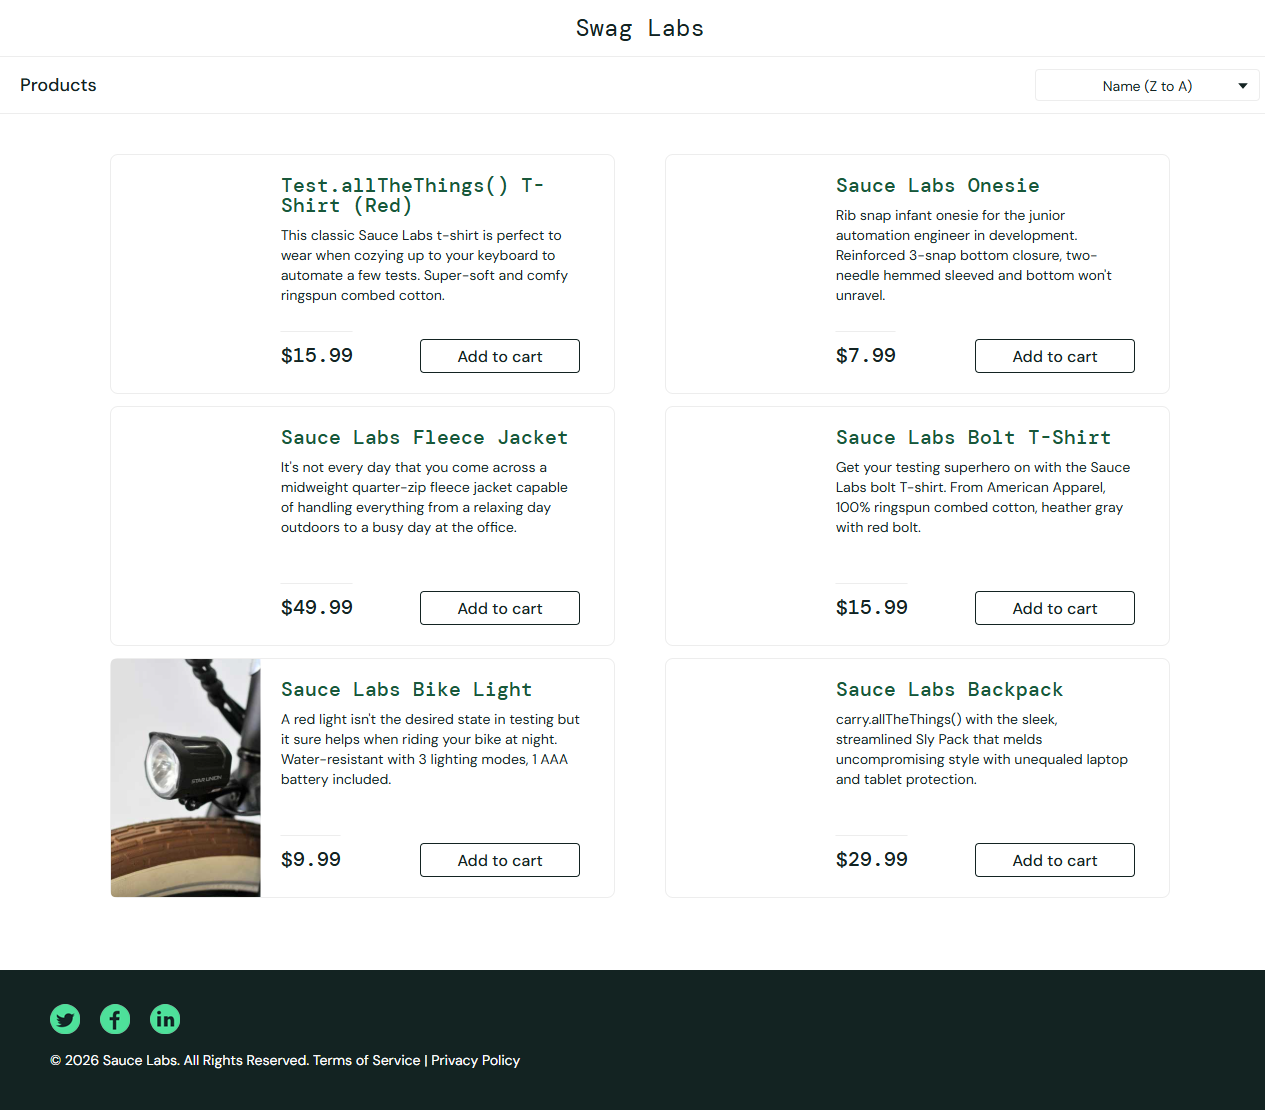 Swag Labs
Products
Name (Z to A)
Test.allTheThings() T-
Shirt (Red)
This classic Sauce Labs t-shirt is perfect to
wear when cozying up to your keyboard to
automate a few tests. Super-soft and comfy
ringspun combed cotton.
$15.99
Add to cart
Sauce Labs Onesie
Rib snap infant onesie for the junior
automation engineer in development.
Reinforced 3-snap bottom closure, two-
needle hemmed sleeved and bottom won't
unravel.
$7.99
Add to cart
Sauce Labs Fleece Jacket
It's not every day that you come across a
midweight quarter-zip fleece jacket capable
of handling everything from a relaxing day
outdoors to a busy day at the office.
$49.99
Add to cart
Sauce Labs Bolt T-Shirt
Get your testing superhero on with the Sauce
Labs bolt T-shirt. From American Apparel,
100% ringspun combed cotton, heather gray
with red bolt.
$15.99
Add to cart
STAR UNION
Sauce Labs Bike Light
A red light isn't the desired state in testing but
it sure helps when riding your bike at night.
Water-resistant with 3 lighting modes, 1 AAA
battery included.
$9.99
Add to cart
Sauce Labs Backpack
carry.allTheThings() with the sleek,
streamlined Sly Pack that melds
uncompromising style with unequaled laptop
and tablet protection.
$29.99
Add to cart
© 2026 Sauce Labs. All Rights Reserved. Terms of Service | Privacy Policy